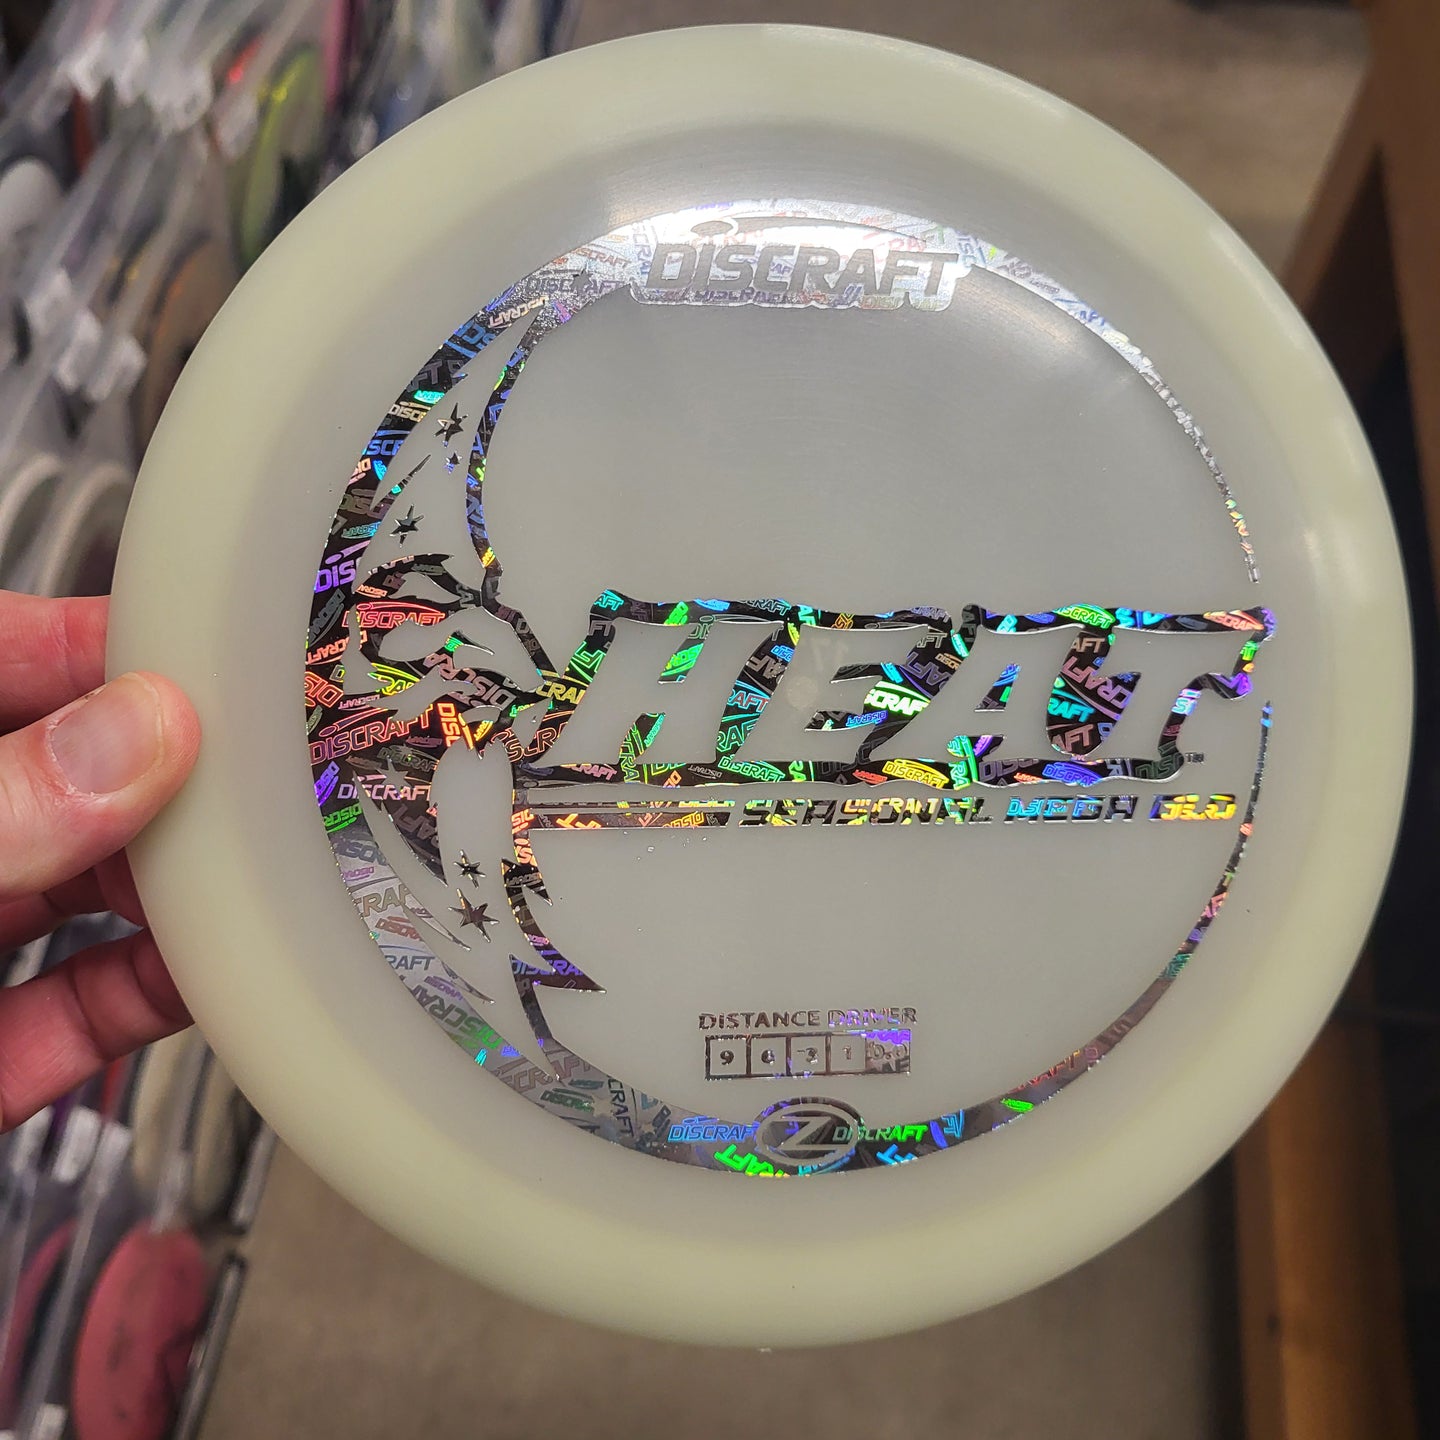 DISCRAFT
HEAT
SEASONAL MEGA GLO
DISTANCE DRIVER
9 6 -3 1
Z